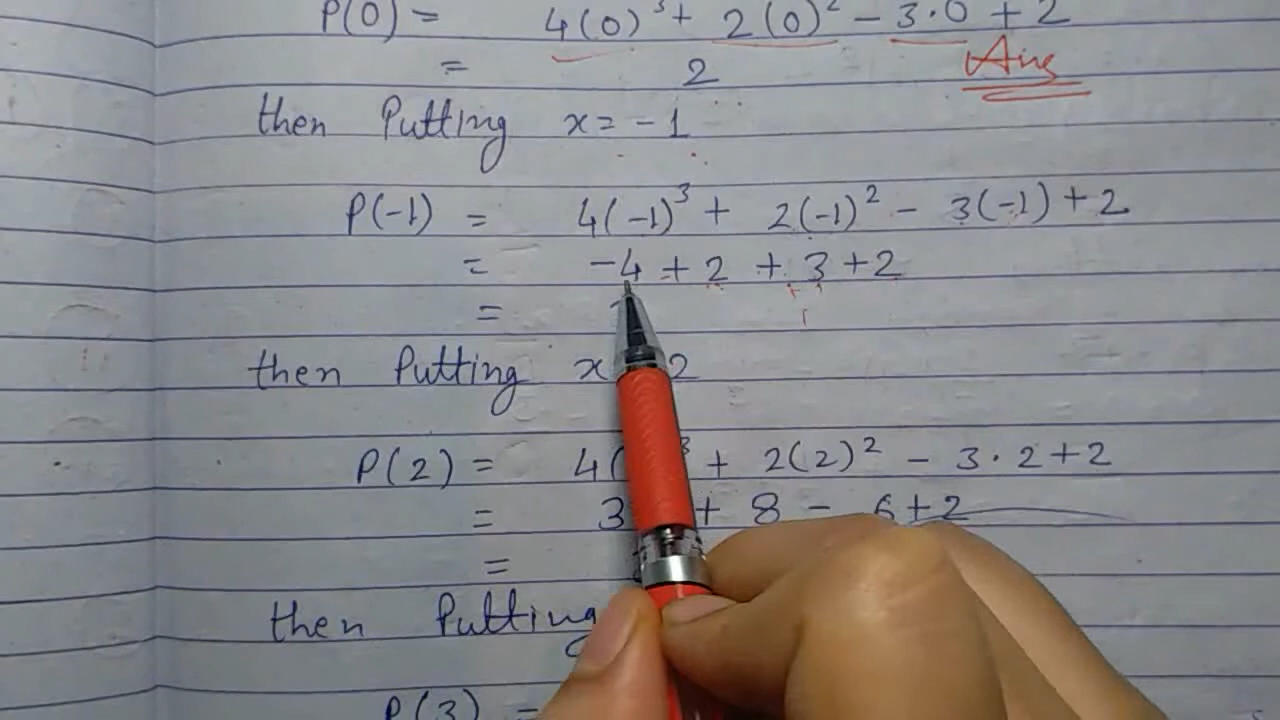 P(0) = 4(0)³ + 2(0)² - 3·0 + 2
= 2 Ans
then Putting x = -1
P(-1) = 4(-1)³ + 2(-1)² - 3(-1) + 2
= -4 + 2 + 3 + 2
=
then Putting x 2
P(2) = 4( ³ + 2(2)² - 3·2 + 2
= 3 + 8 - 6 + 2
=
then Putting
P(3) =